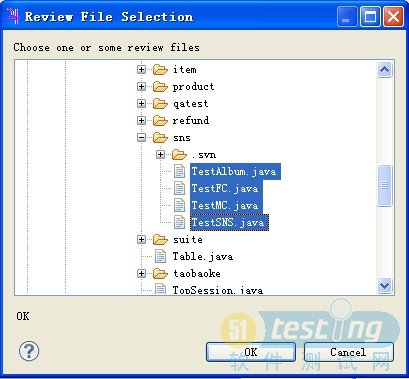 Review File Selection
Choose one or some review files
item
product
qatest
refund
sns
.svn
TestAlbum.java
TestFC.java
TestMC.java
TestSNS.java
suite
Table.java
taobaoke
TopSession.java
OK
51testing
软件测试网
OK
Cancel